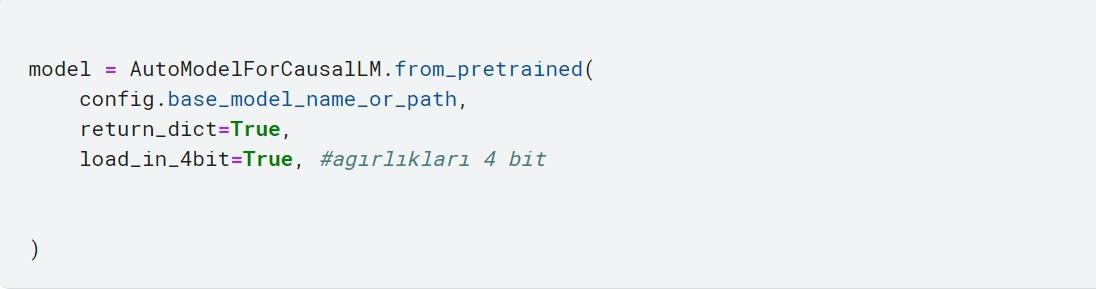 model = AutoModelForCausalLM.from_pretrained(
    config.base_model_name_or_path,
    return_dict=True,
    load_in_4bit=True, #agırlıkları 4 bit
)